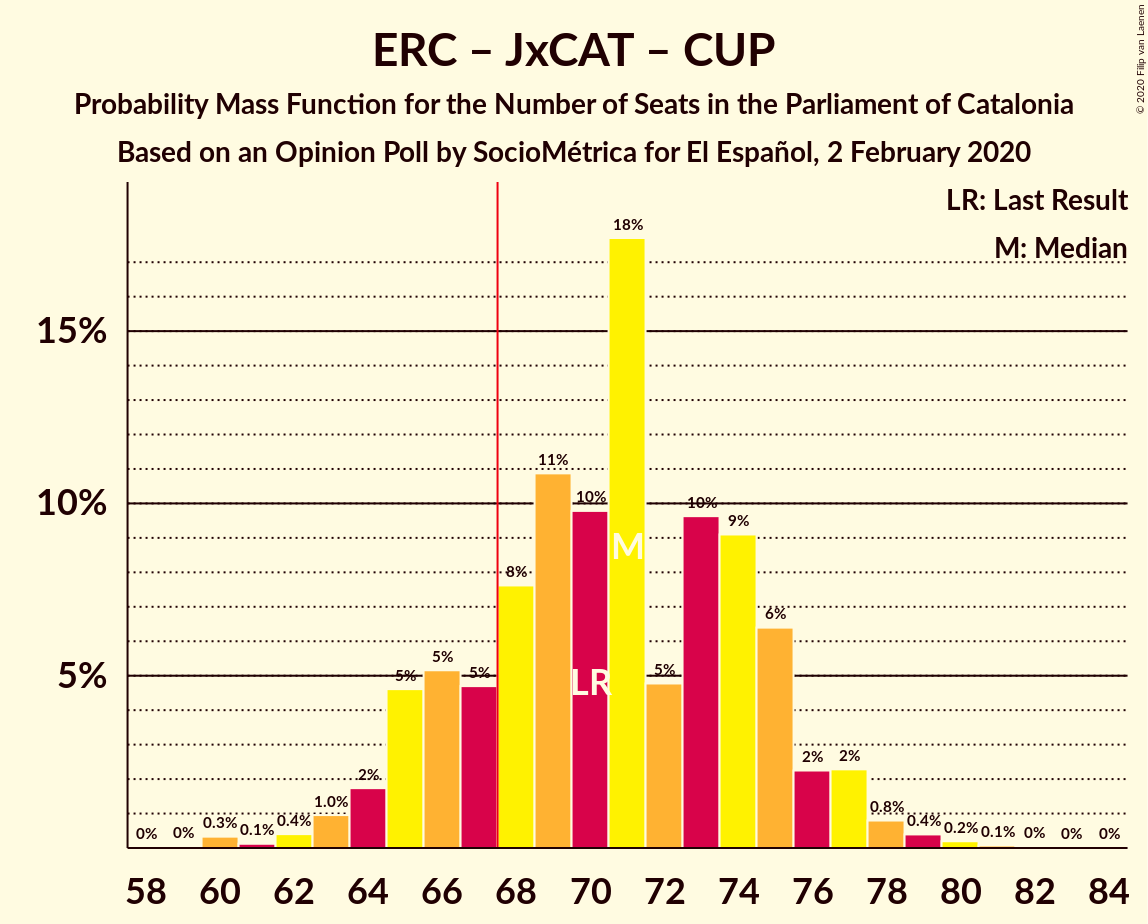 ERC – JxCAT – CUP
Probability Mass Function for the Number of Seats in the Parliament of Catalonia
Based on an Opinion Poll by SocioMétrica for El Español, 2 February 2020
© 2020 Filip van Laenen
LR: Last Result
M: Median
15%
10%
5%
0% 0% 0.3% 0.1% 0.4% 1.0% 2% 5% 5% 5% 8% 11% 10% 18% 5% 10% 9% 6% 2% 2% 0.8% 0.4% 0.2% 0.1% 0% 0% 0%
M
LR
58 60 62 64 66 68 70 72 74 76 78 80 82 84